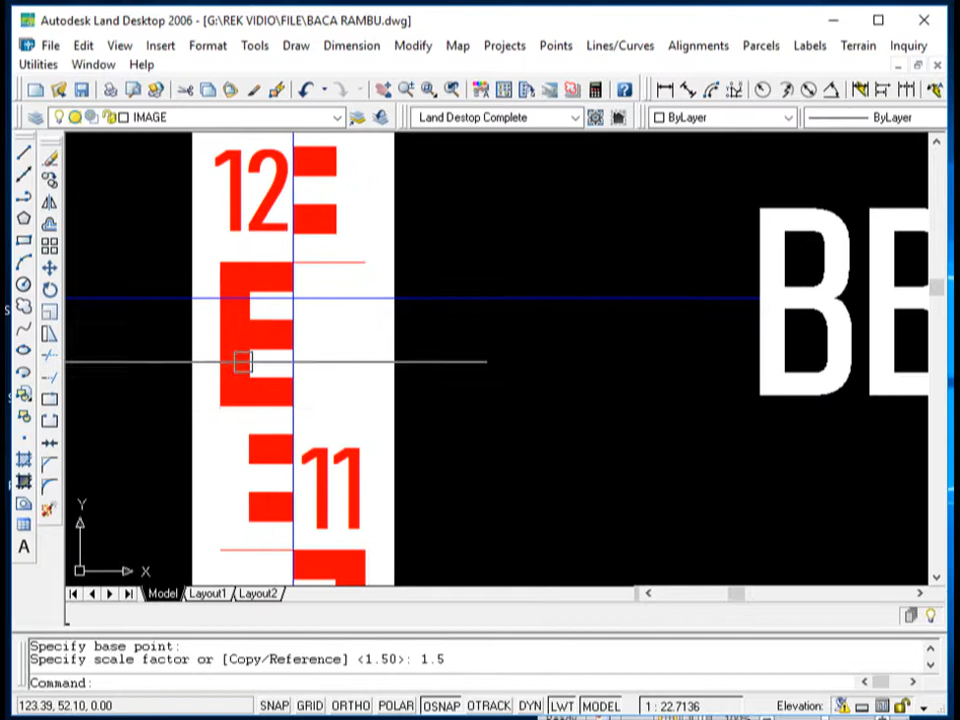 Autodesk Land Desktop 2006 - [G:\REK VIDIO\FILE\BACA RAMBU.dwg]
File Edit View Insert Format Tools Draw Dimension Modify Map Projects Points Lines/Curves Alignments Parcels Labels Terrain Inquiry
Utilities Window Help
IMAGE Land Destop Complete ByLayer ByLayer
12
BE
11
Y
X
A
Model Layout1 Layout2
Specify base point:
Specify scale factor or [Copy/Reference] <1.50>: 1.5
Command:
123.39, 52.10, 0.00 SNAP GRID ORTHO POLAR OSNAP OTRACK DYN LWT MODEL 1 : 22.7136 Elevation: